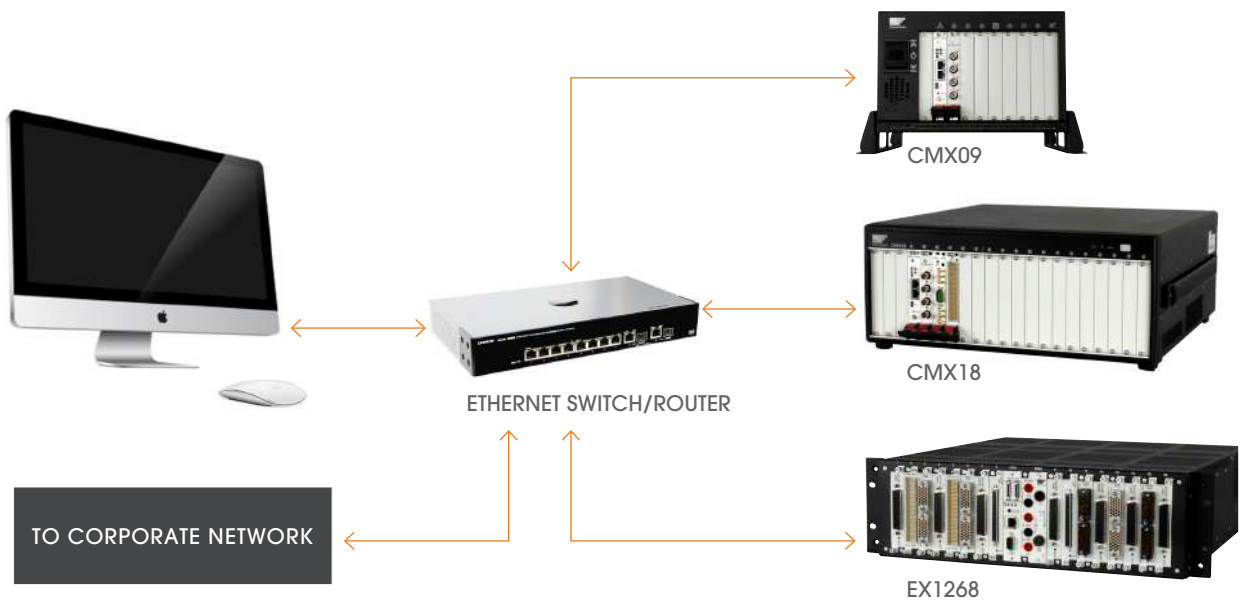 CMX09
CMX18
ETHERNET SWITCH/ROUTER
TO CORPORATE NETWORK
EX1268